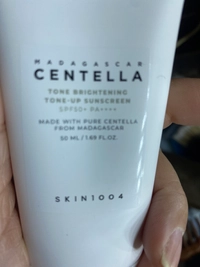 MADAGASCAR
CENTELLA
TONE BRIGHTENING
TONE-UP SUNSCREEN
SPF50+ PA++++
MADE WITH PURE CENTELLA
FROM MADAGASCAR
50 ML / 1.69 FL.OZ.
SKIN1004